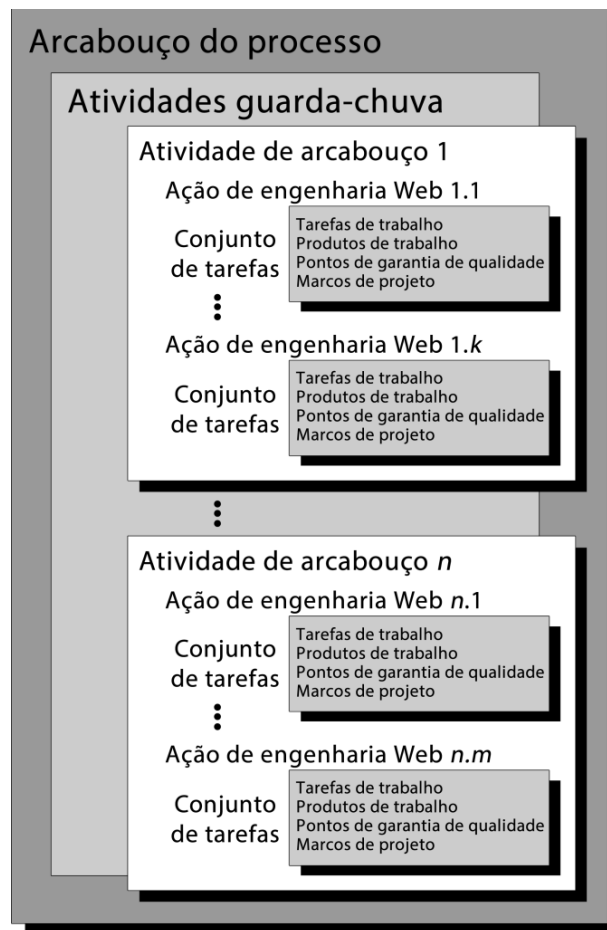 Arcabouço do processo
Atividades guarda-chuva
Atividade de arcabouço 1
Ação de engenharia Web 1.1
Conjunto
de tarefas
Tarefas de trabalho
Produtos de trabalho
Pontos de garantia de qualidade
Marcos de projeto
Ação de engenharia Web 1.k
Conjunto
de tarefas
Tarefas de trabalho
Produtos de trabalho
Pontos de garantia de qualidade
Marcos de projeto
Atividade de arcabouço n
Ação de engenharia Web n.1
Conjunto
de tarefas
Tarefas de trabalho
Produtos de trabalho
Pontos de garantia de qualidade
Marcos de projeto
Ação de engenharia Web n.m
Conjunto
de tarefas
Tarefas de trabalho
Produtos de trabalho
Pontos de garantia de qualidade
Marcos de projeto